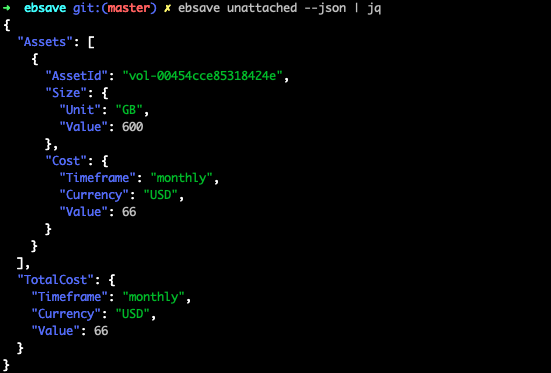 ➜ ebsave git:(master) ✗ ebsave unattached --json | jq
{
  "Assets": [
    {
      "AssetId": "vol-00454cce85318424e",
      "Size": {
        "Unit": "GB",
        "Value": 600
      },
      "Cost": {
        "Timeframe": "monthly",
        "Currency": "USD",
        "Value": 66
      }
    }
  ],
  "TotalCost": {
    "Timeframe": "monthly",
    "Currency": "USD",
    "Value": 66
  }
}